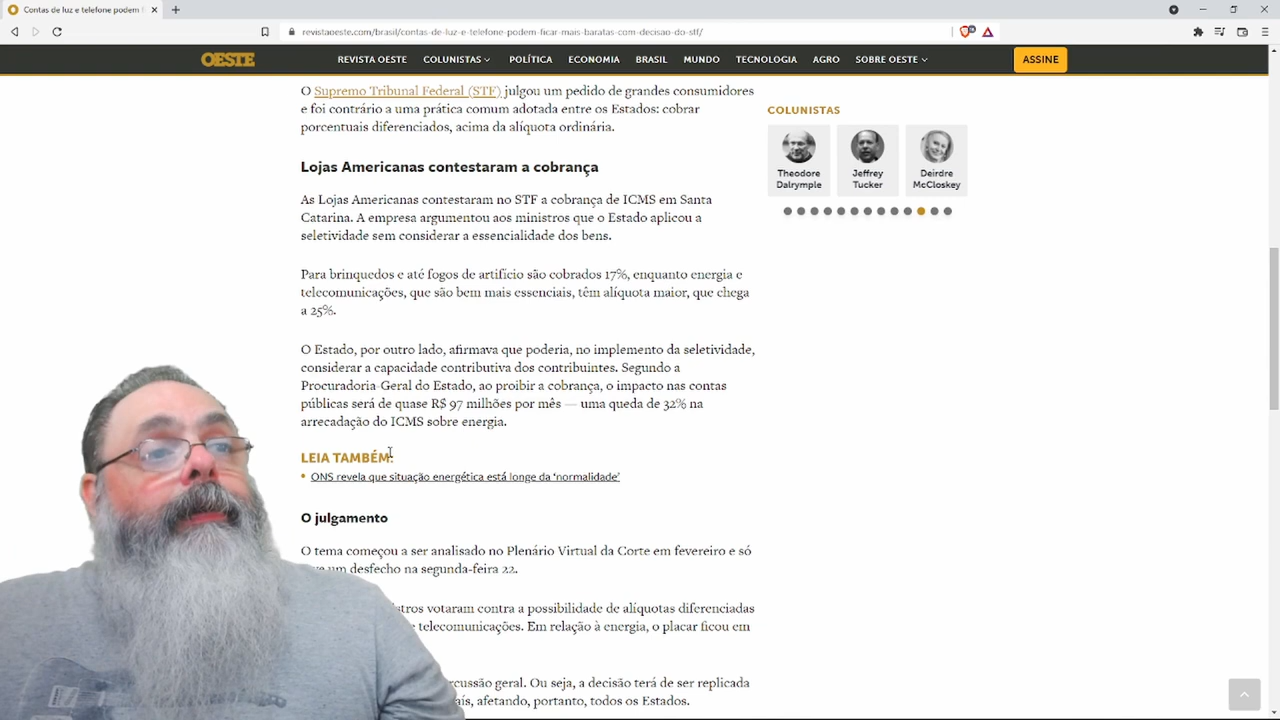 Contas de luz e telefone podem f
revistaoeste.com/brasil/contas-de-luz-e-telefone-podem-ficar-mais-baratas-com-decisao-do-stf/
OESTE
REVISTA OESTE
COLUNISTAS
POLÍTICA
ECONOMIA
BRASIL
MUNDO
TECNOLOGIA
AGRO
SOBRE OESTE
ASSINE
O Supremo Tribunal Federal (STF) julgou um pedido de grandes consumidores
e foi contrário a uma prática comum adotada entre os Estados: cobrar
porcentuais diferenciados, acima da alíquota ordinária.
Lojas Americanas contestaram a cobrança
As Lojas Americanas contestaram no STF a cobrança de ICMS em Santa
Catarina. A empresa argumentou aos ministros que o Estado aplicou a
seletividade sem considerar a essencialidade dos bens.
Para brinquedos e até fogos de artifício são cobrados 17%, enquanto energia e
telecomunicações, que são bem mais essenciais, têm alíquota maior, que chega
a 25%.
O Estado, por outro lado, afirmava que poderia, no implemento da seletividade,
considerar a capacidade contributiva dos contribuintes. Segundo a
Procuradoria-Geral do Estado, ao proibir a cobrança, o impacto nas contas
públicas será de quase R$ 97 milhões por mês — uma queda de 32% na
arrecadação do ICMS sobre energia.
LEIA TAMBÉM:
ONS revela que situação energética está longe da ‘normalidade’
O julgamento
O tema começou a ser analisado no Plenário Virtual da Corte em fevereiro e só
um desfecho na segunda-feira 22.
votaram contra a possibilidade de alíquotas diferenciadas
telecomunicações. Em relação à energia, o placar ficou em
Ou seja, a decisão terá de ser replicada
afetando, portanto, todos os Estados.
COLUNISTAS
Theodore
Dalrymple
Jeffrey
Tucker
Deirdre
McCloskey